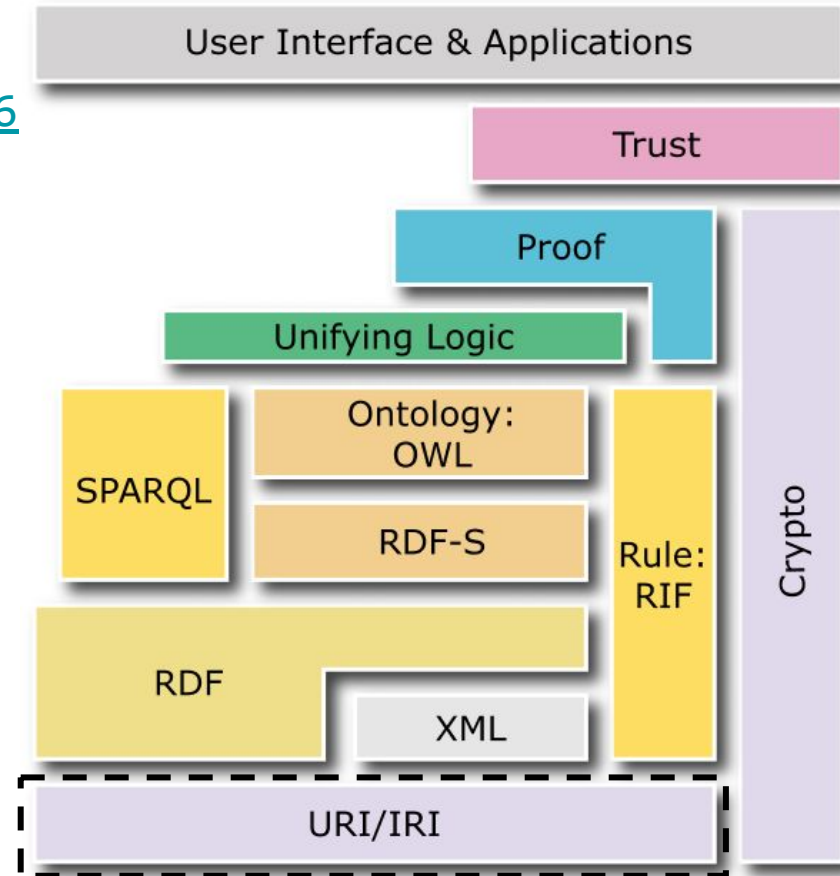 User Interface & Applications
6
Trust
Proof
Unifying Logic
Ontology:
OWL
SPARQL
RDF-S
Rule:
RIF
Crypto
RDF
XML
URI/IRI